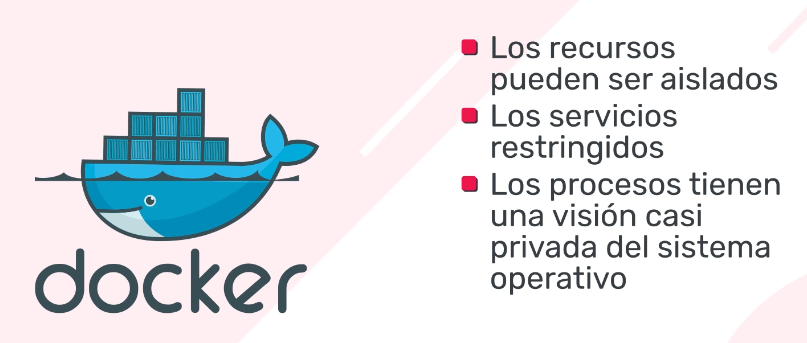 docker
Los recursos
pueden ser aislados
Los servicios
restringidos
Los procesos tienen
una visión casi
privada del sistema
operativo